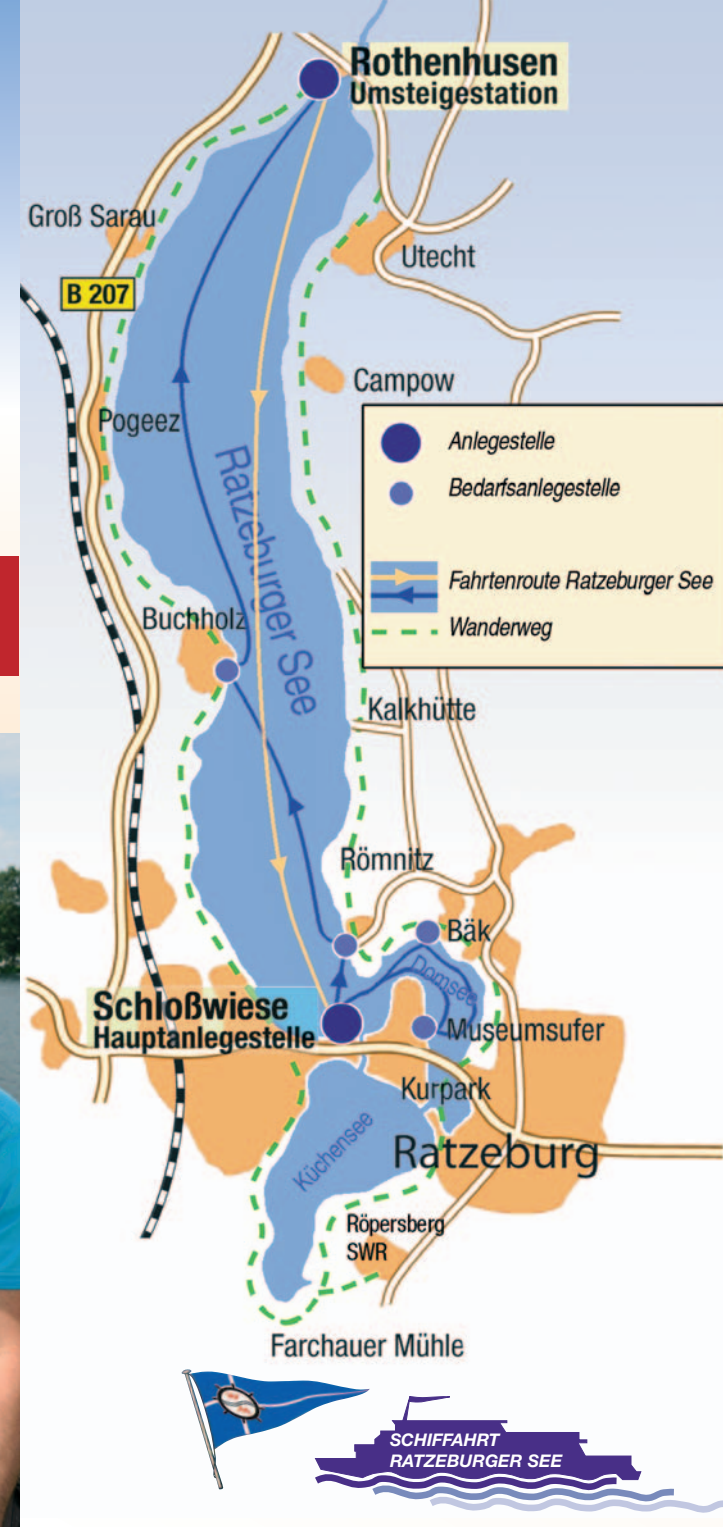 Rothenhusen
Umsteigestation
Groß Sarau
Utecht
B 207
Campow
Pogeez
Anlegestelle
Bedarfsanlegestelle
Ratzeburger See
Fahrtenroute Ratzeburger See
Wanderweg
Buchholz
Kalkhütte
Römnitz
Bäk
Domsee
Schloßwiese
Hauptanlegestelle
Museumsufer
Kurpark
Küchensee
Ratzeburg
Röpersberg
SWR
Farchauer Mühle
SCHIFFAHRT
RATZEBURGER SEE